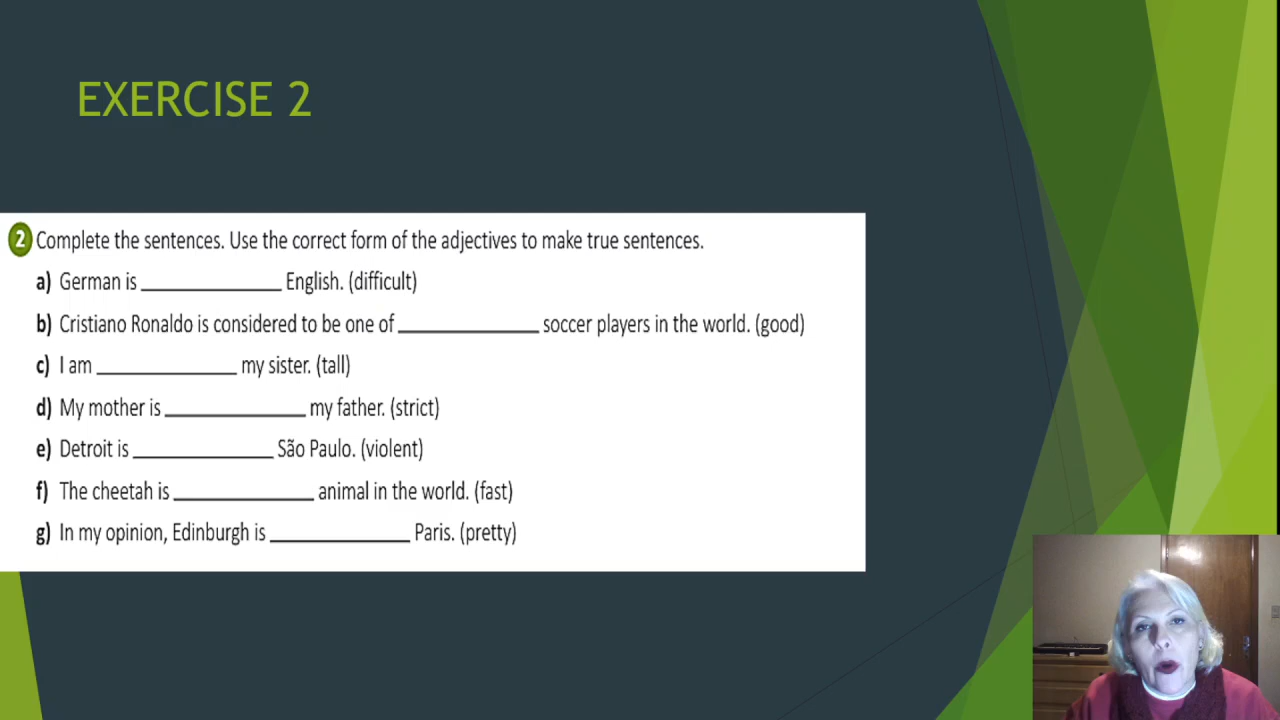 EXERCISE 2
2 Complete the sentences. Use the correct form of the adjectives to make true sentences.
a) German is ______________ English. (difficult)
b) Cristiano Ronaldo is considered to be one of ______________ soccer players in the world. (good)
c) I am ______________ my sister. (tall)
d) My mother is ______________ my father. (strict)
e) Detroit is ______________ São Paulo. (violent)
f) The cheetah is ______________ animal in the world. (fast)
g) In my opinion, Edinburgh is ______________ Paris. (pretty)